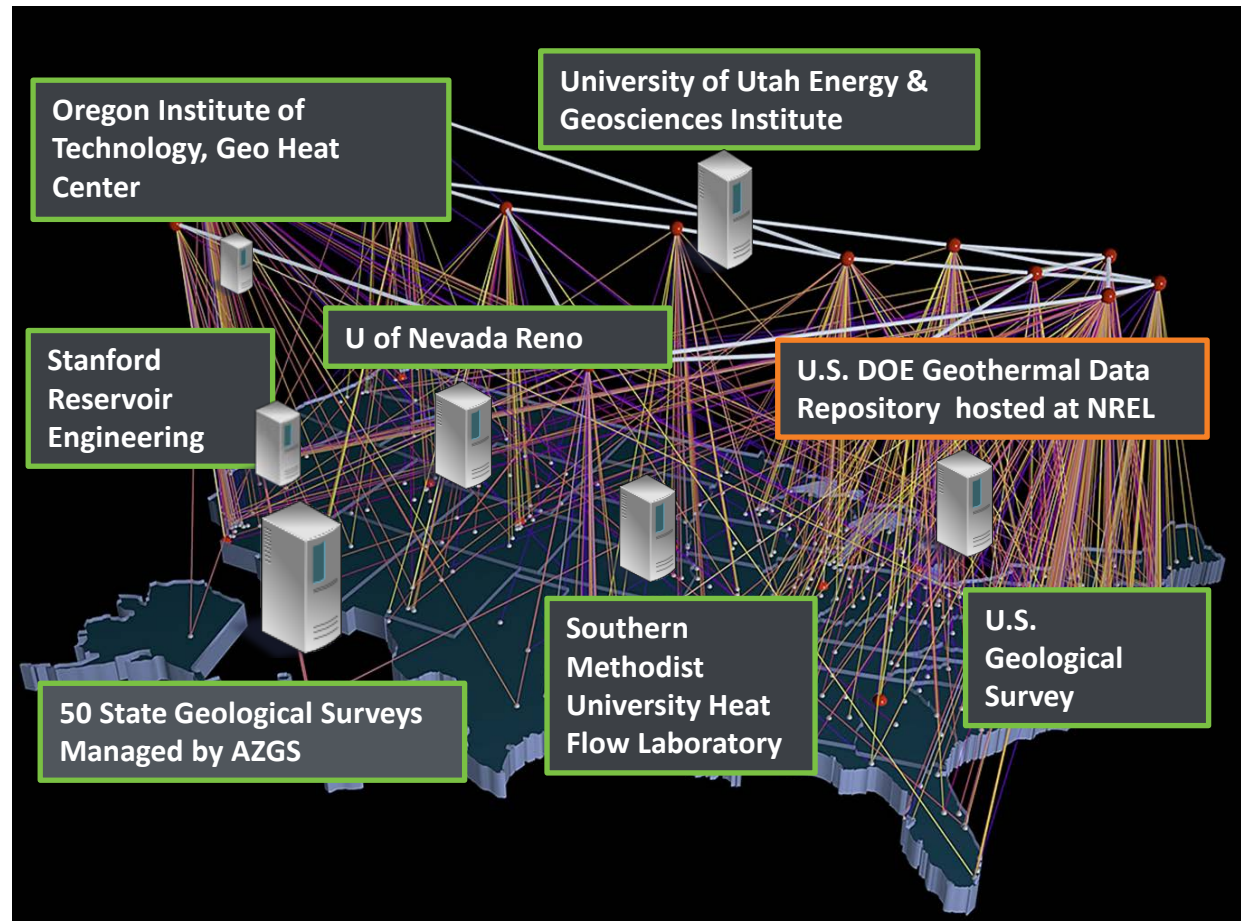 Oregon Institute of
Technology, Geo Heat
Center
University of Utah Energy &
Geosciences Institute
Stanford
Reservoir
Engineering
U of Nevada Reno
U.S. DOE Geothermal Data
Repository hosted at NREL
50 State Geological Surveys
Managed by AZGS
Southern
Methodist
University Heat
Flow Laboratory
U.S.
Geological
Survey